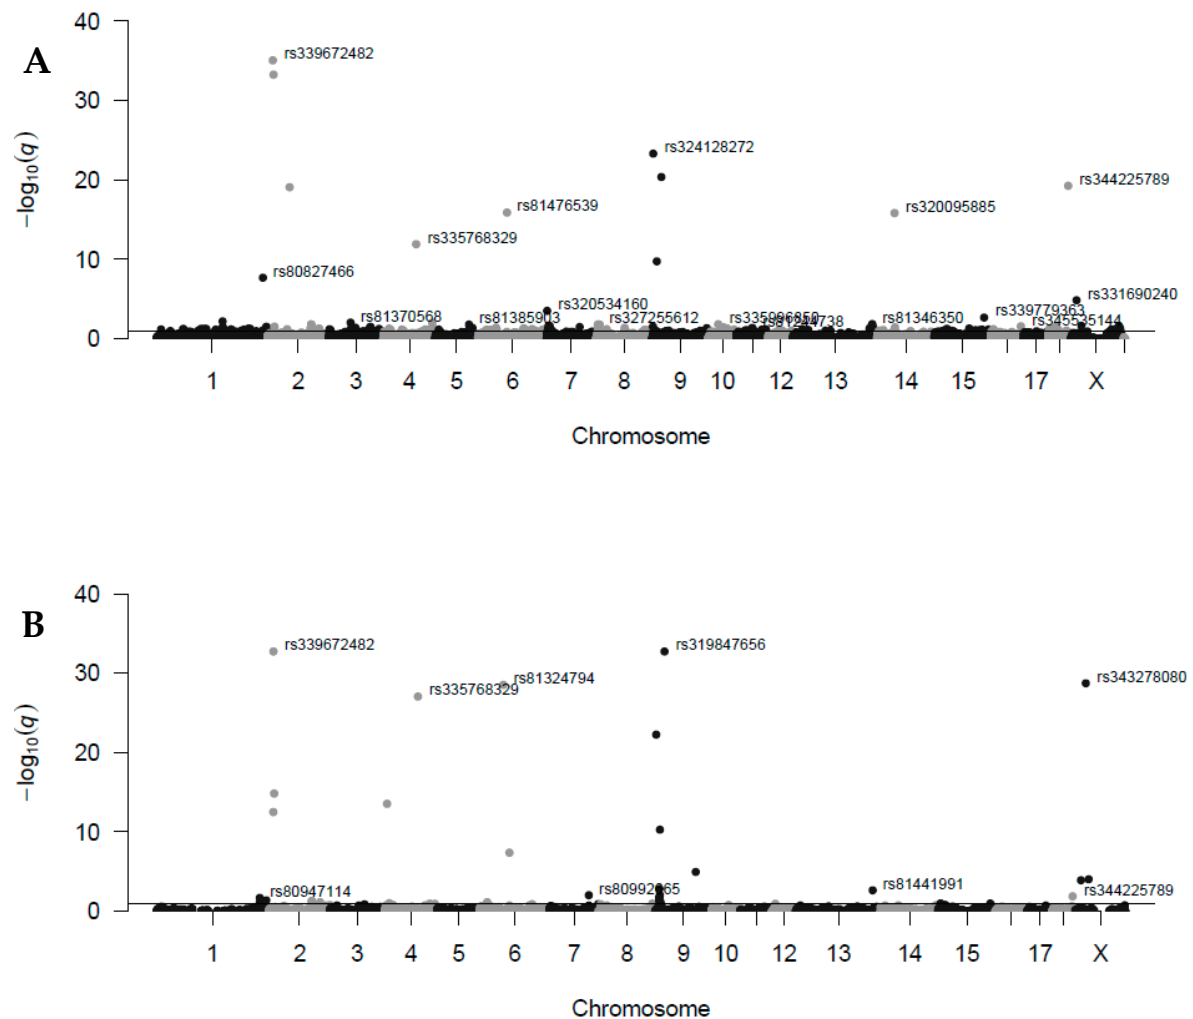 A
40
30
20
10
0
−log10(q)
rs339672482
rs324128272
rs344225789
rs81476539
rs320095885
rs335768329
rs80827466
rs331690240
rs320534160
rs339779363
rs81370568
rs81385903
rs327255612
rs81244738
rs81346350
rs345535144
1 2 3 4 5 6 7 8 9 10 12 13 14 15 17 X
Chromosome
B
40
30
20
10
0
−log10(q)
rs339672482
rs319847656
rs81324794
rs343278080
rs335768329
rs80947114
rs81441991
rs344225789
1 2 3 4 5 6 7 8 9 10 12 13 14 15 17 X
Chromosome